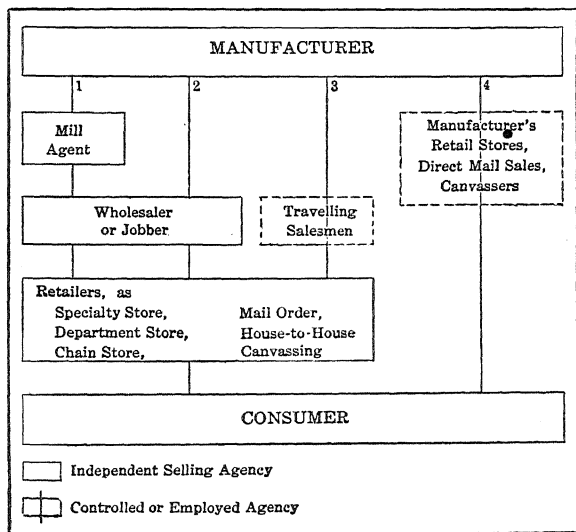 MANUFACTURER
1 2 3 4
Mill
Agent
Manufacturer's
Retail Stores,
Direct Mail Sales,
Canvassers
Wholesaler
or Jobber
Travelling
Salesmen
Retailers, as
Specialty Store,
Department Store,
Chain Store,
Mail Order,
House-to-House
Canvassing
CONSUMER
Independent Selling Agency
Controlled or Employed Agency